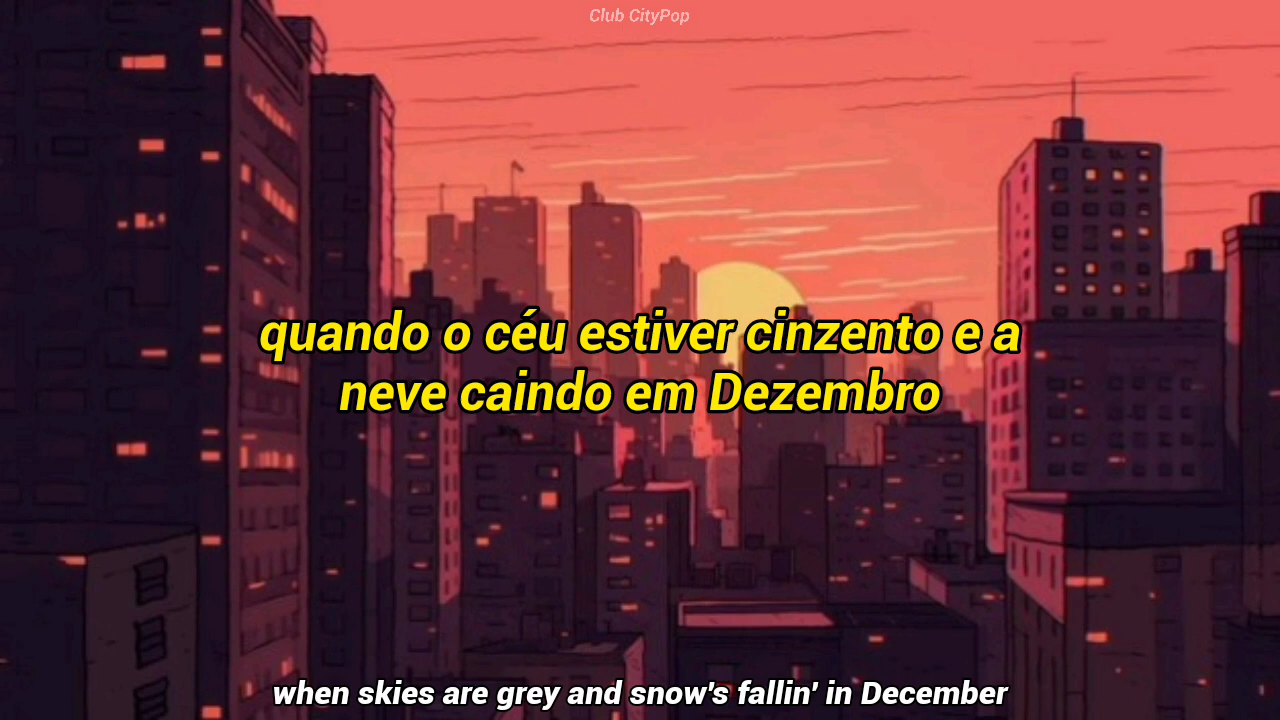 Club CityPop
quando o céu estiver cinzento e a
neve caindo em Dezembro
when skies are grey and snow's fallin' in December